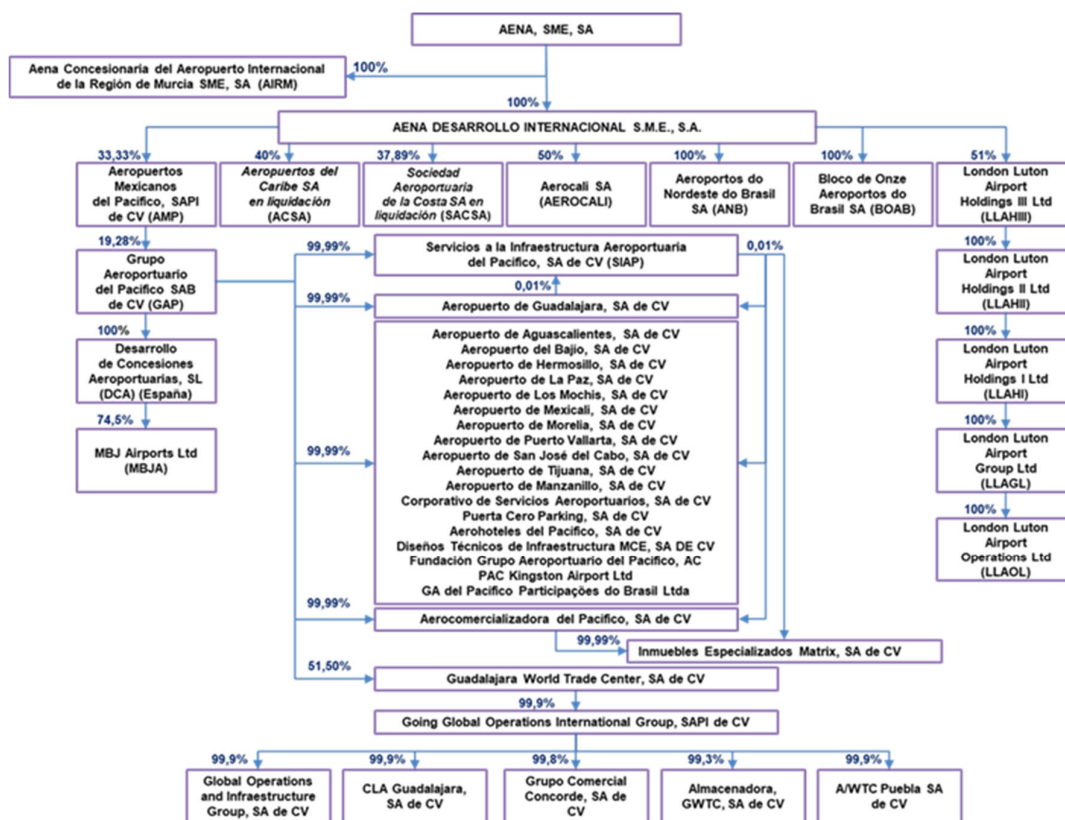 AENA, SME, SA
Aena Concesionaria del Aeropuerto Internacional
de la Región de Murcia SME, SA (AIRM)
100%
100%
AENA DESARROLLO INTERNACIONAL S.M.E., S.A.
33,33%
40%
37,89%
50%
100%
100%
51%
Aeropuertos
Mexicanos
del Pacífico, SAPI
de CV (AMP)
Aeropuertos del
Caribe SA
en liquidación
(ACSA)
Sociedad
Aeroportuaria
de la Costa SA en
liquidación (SACSA)
Aerocali SA
(AEROCALI)
Aeroportos do
Nordeste do Brasil
SA (ANB)
Bloco de Onze
Aeroportos do
Brasil SA (BOAB)
London Luton
Airport
Holdings III Ltd
(LLAHIII)
19,28%
Grupo
Aeroportuario
del Pacífico SAB
de CV (GAP)
100%
Desarrollo
de Concesiones
Aeroportuarias, SL
(DCA) (España)
74,5%
MBJ Airports Ltd
(MBJA)
99,99%
Servicios a la Infraestructura Aeroportuaria
del Pacífico, SA de CV (SIAP)
0,01%
0,01%
99,99%
Aeropuerto de Guadalajara, SA de CV
99,99%
Aeropuerto de Aguascalientes, SA de CV
Aeropuerto del Bajío, SA de CV
Aeropuerto de Hermosillo, SA de CV
Aeropuerto de La Paz, SA de CV
Aeropuerto de Los Mochis, SA de CV
Aeropuerto de Mexicali, SA de CV
Aeropuerto de Morelia, SA de CV
Aeropuerto de Puerto Vallarta, SA de CV
Aeropuerto de San José del Cabo, SA de CV
Aeropuerto de Tijuana, SA de CV
Aeropuerto de Manzanillo, SA de CV
Corporativo de Servicios Aeroportuarios, SA de CV
Puerta Cero Parking, SA de CV
Aerohoteles del Pacífico, SA de CV
Diseños Técnicos de Infraestructura MCE, SA DE CV
Fundación Grupo Aeroportuario del Pacífico, AC
PAC Kingston Airport Ltd
GA del Pacífico Participações do Brasil Ltda
99,99%
Aerocomercializadora del Pacífico, SA de CV
99,99%
Inmuebles Especializados Matrix, SA de CV
51,50%
Guadalajara World Trade Center, SA de CV
99,9%
Going Global Operations International Group, SAPI de CV
99,9%
99,9%
99,8%
99,3%
99,9%
Global Operations
and Infrastructure
Group, SA de CV
CLA Guadalajara,
SA de CV
Grupo Comercial
Concorde, SA de
CV
Almacenadora,
GWTC, SA de CV
A/WTC Puebla SA
de CV
100%
London Luton
Airport
Holdings II Ltd
(LLAHII)
100%
London Luton
Airport
Holdings I Ltd
(LLAHI)
100%
London Luton
Airport
Group Ltd
(LLAGL)
100%
London Luton
Airport
Operations Ltd
(LLAOL)